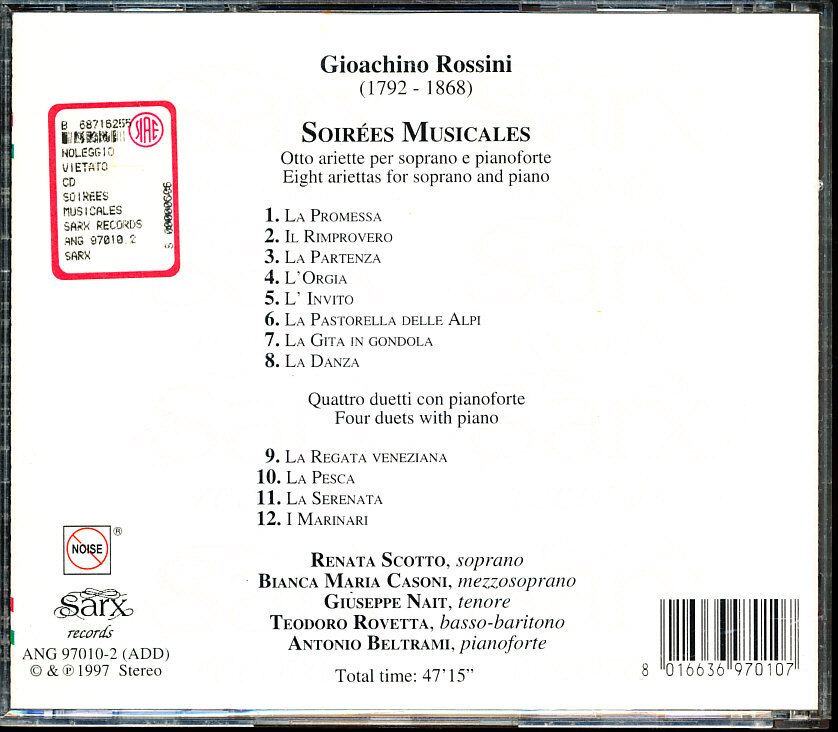 Gioachino Rossini
(1792 - 1868)
SOIRÉES MUSICALES
Otto ariette per soprano e pianoforte
Eight ariettas for soprano and piano
1. LA PROMESSA
2. IL RIMPROVERO
3. LA PARTENZA
4. L'ORGIA
5. L' INVITO
6. LA PASTORELLA DELLE ALPI
7. LA GITA IN GONDOLA
8. LA DANZA
Quattro duetti con pianoforte
Four duets with piano
9. LA REGATA VENEZIANA
10. LA PESCA
11. LA SERENATA
12. I MARINARI
RENATA SCOTTO, soprano
BIANCA MARIA CASONI, mezzosoprano
GIUSEPPE NAIT, tenore
TEODORO ROVETTA, basso-baritono
ANTONIO BELTRAMI, pianoforte
Total time: 47'15"
B 68716255
SIAE
NOLEGGIO
VIETATO
CD
SOIREES
MUSICALES
SARX RECORDS
ANG 97010.2
SARX
NOISE ®
sarx
records
ANG 97010-2 (ADD)
© & ℗ 1997 Stereo
8 016636 970107